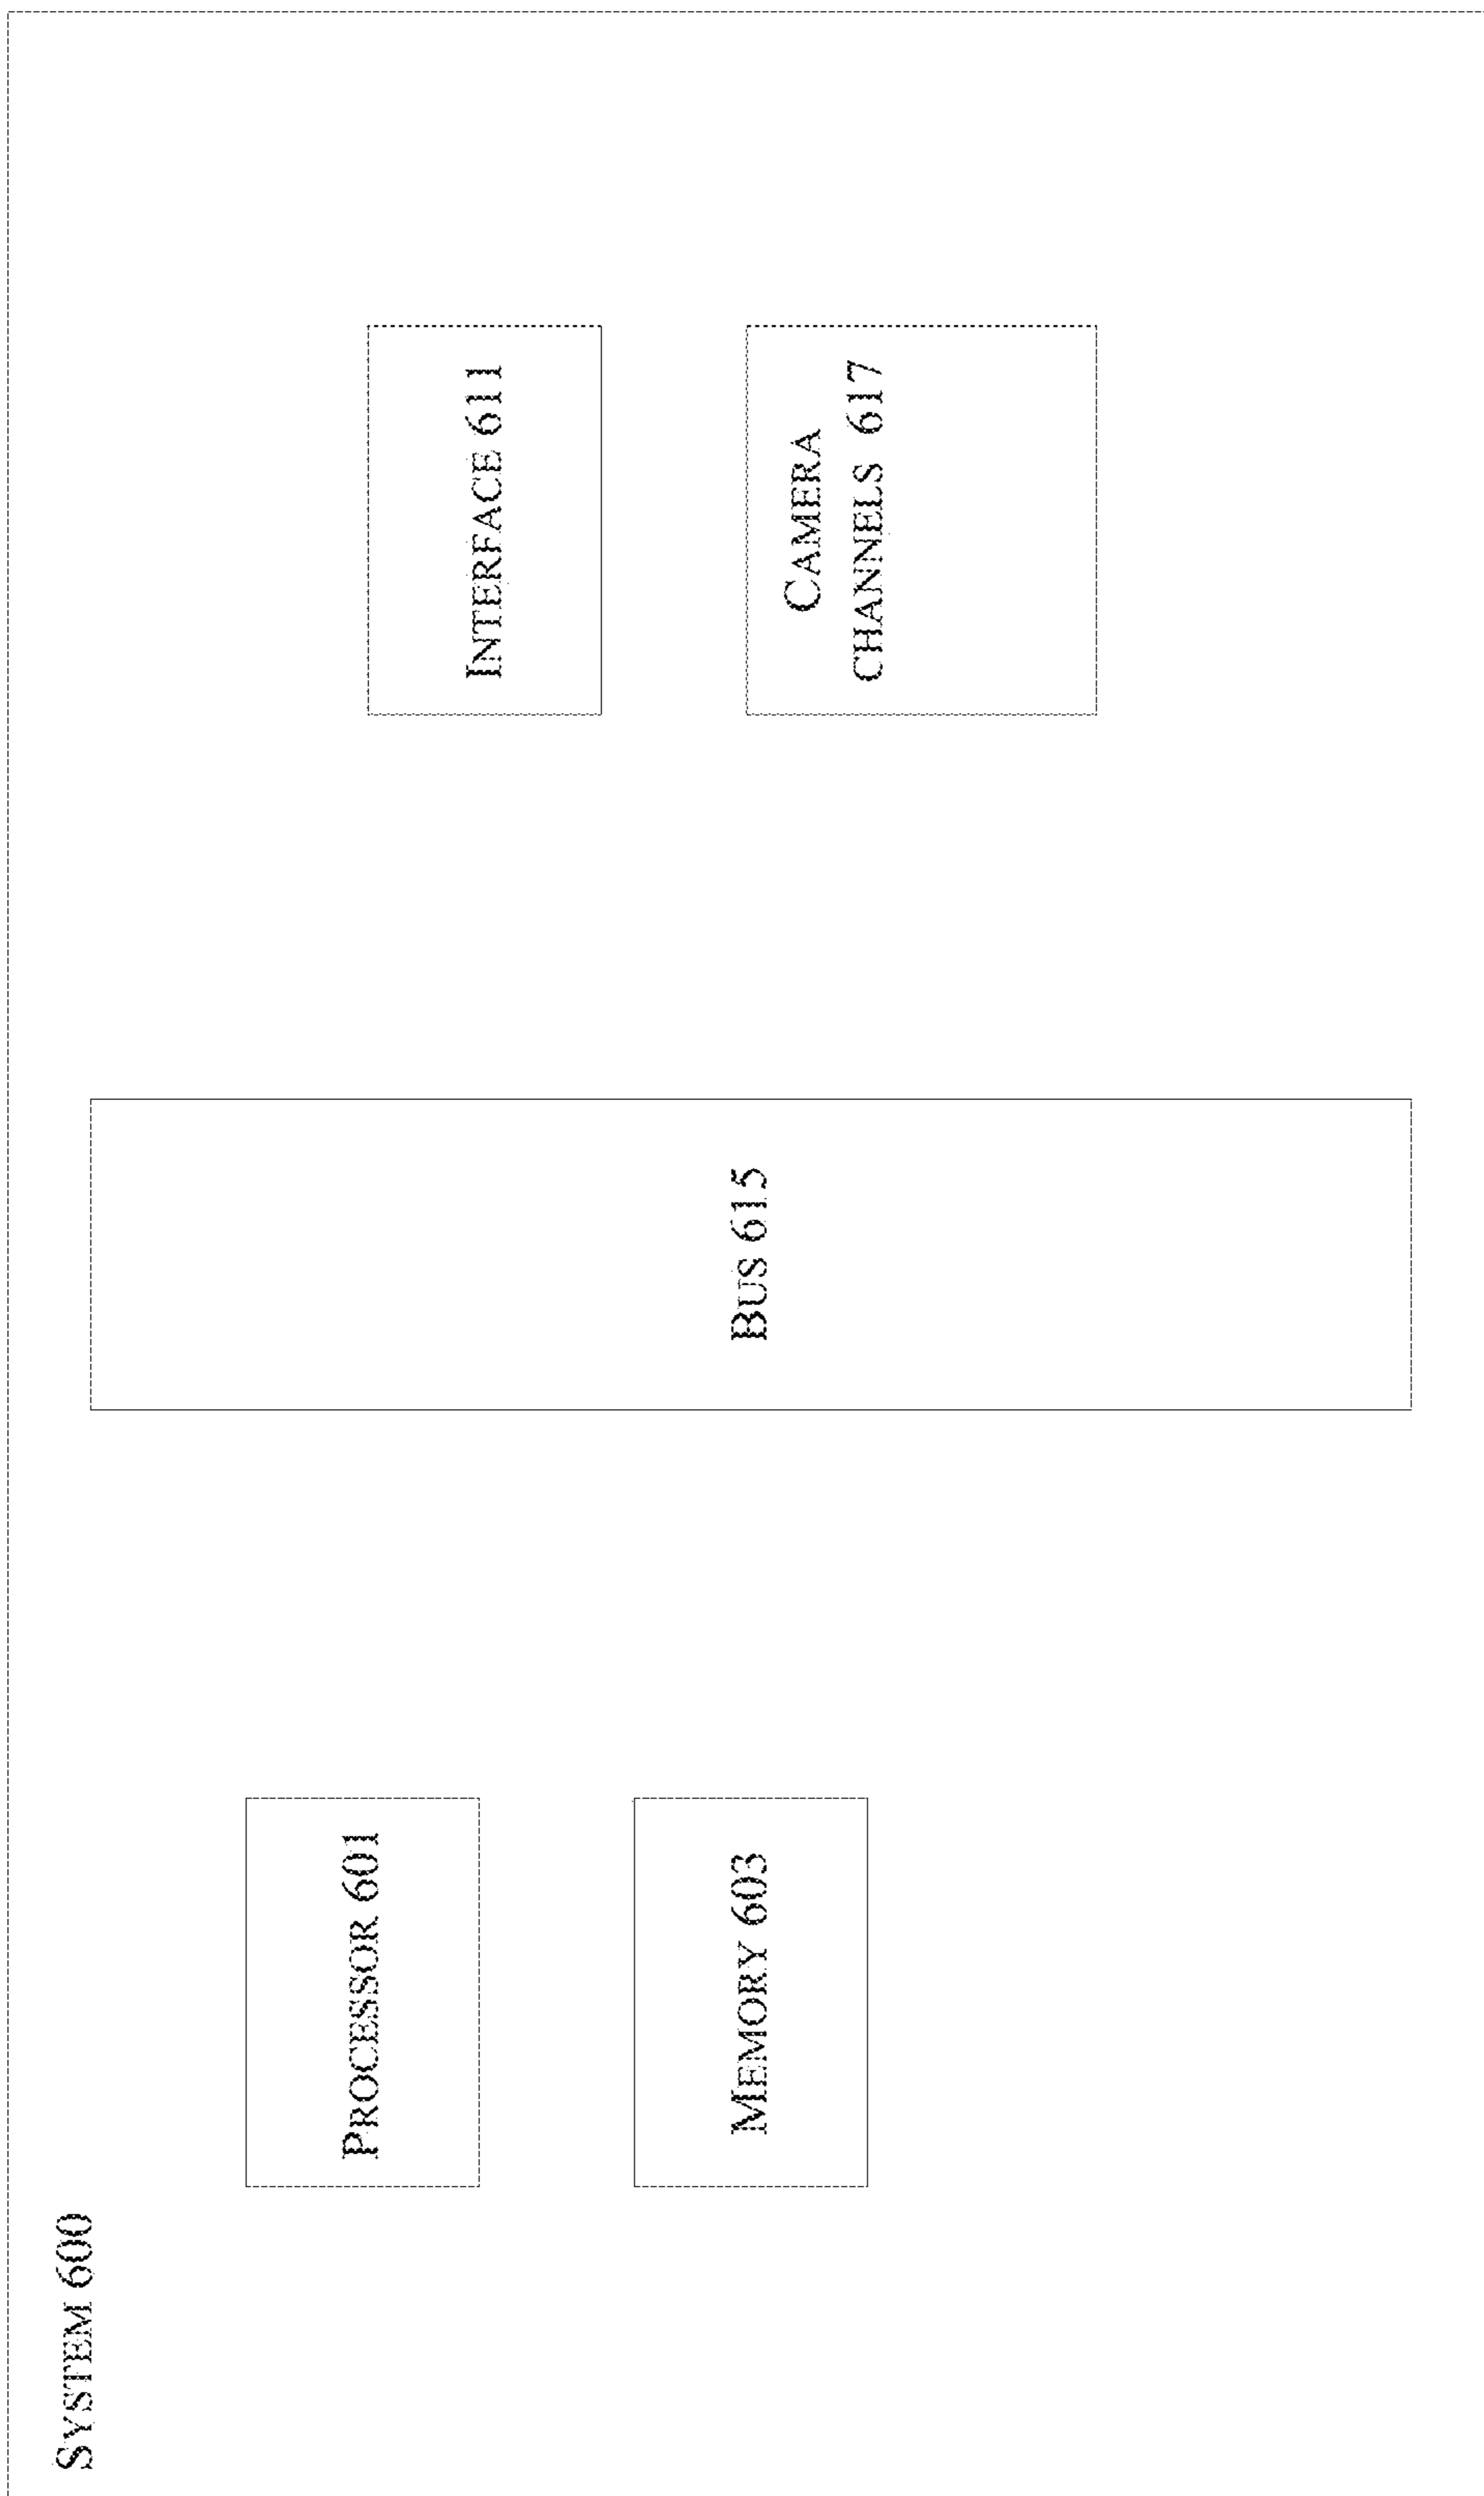 SYSTEM 600
PROCESSOR 601
MEMORY 603
BUS 615
INTERFACE 611
CAMERA
CHANNELS 617